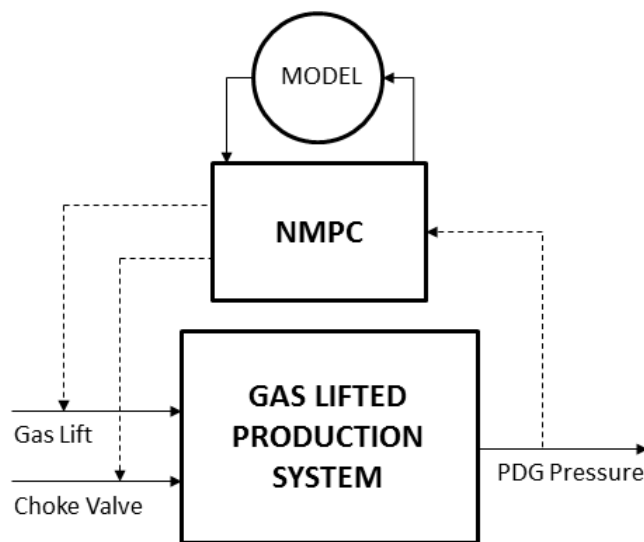 MODEL
NMPC
GAS LIFTED
PRODUCTION
SYSTEM
Gas Lift
Choke Valve
PDG Pressure